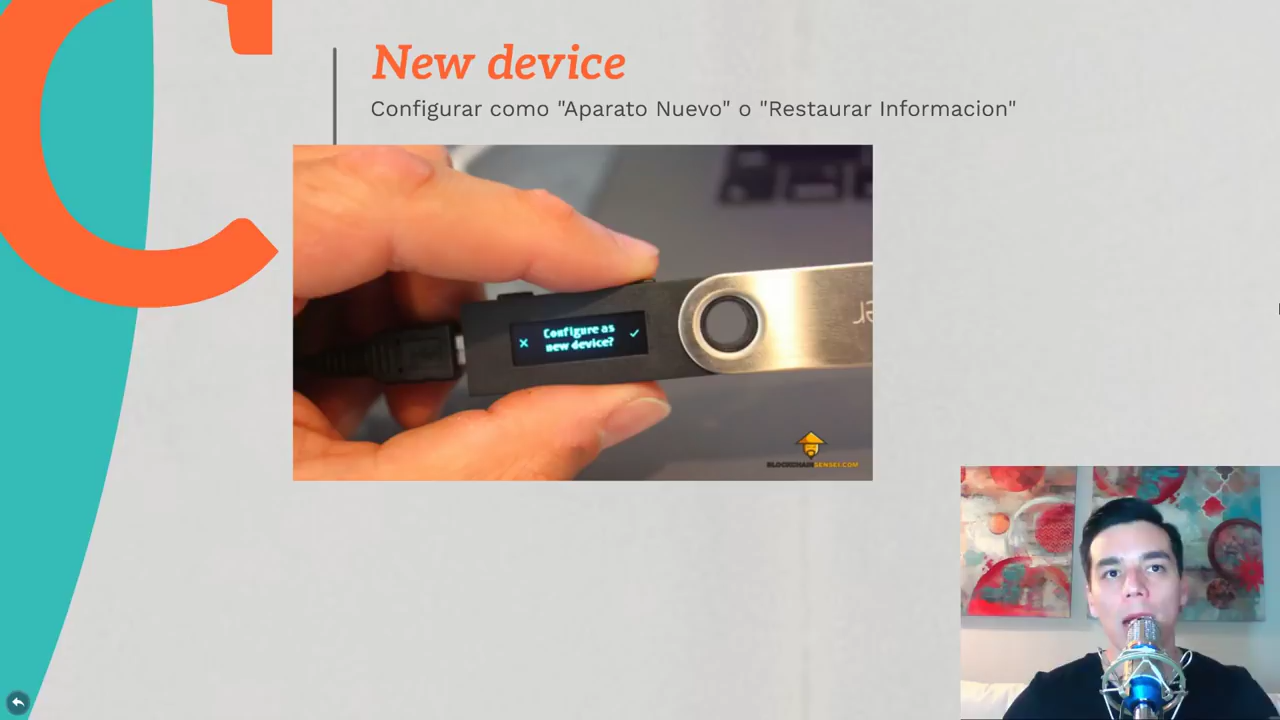 New device
Configurar como "Aparato Nuevo" o "Restaurar Informacion"
Configure as
new device?
BLOCKCHAINSENSEI.COM